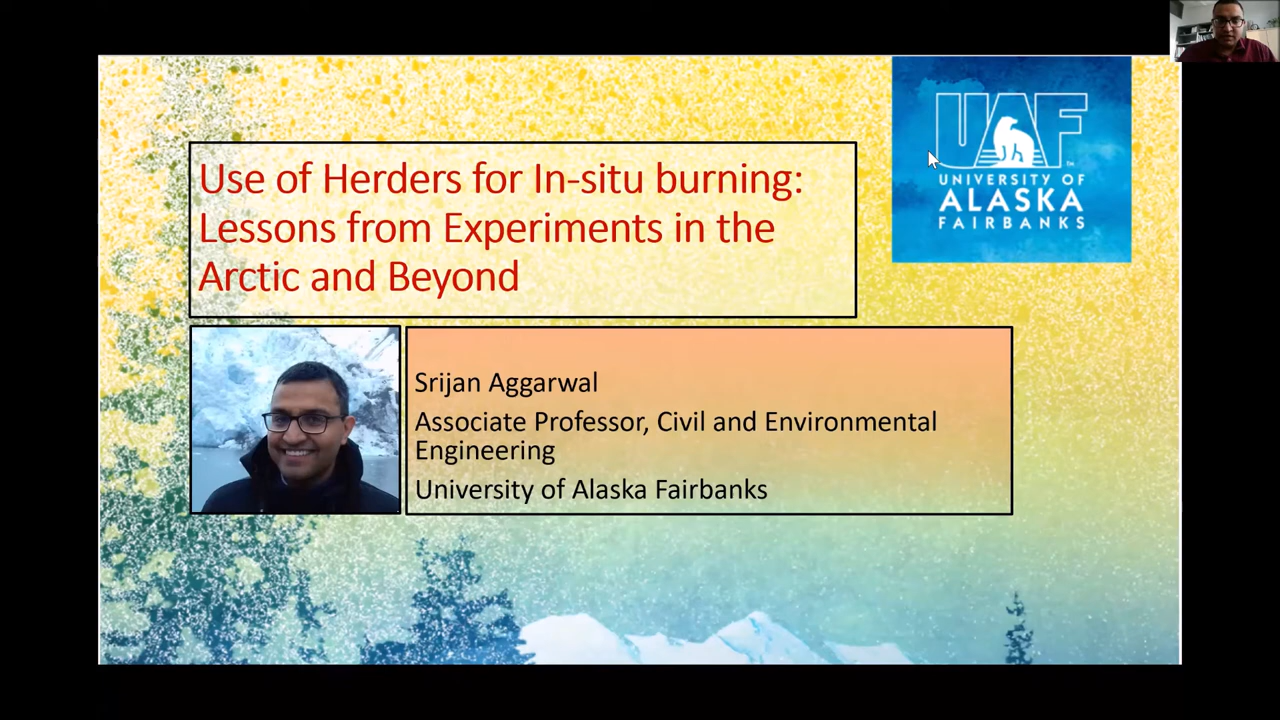 Use of Herders for In-situ burning:
Lessons from Experiments in the
Arctic and Beyond
UAF
UNIVERSITY OF
ALASKA
FAIRBANKS
Srijan Aggarwal
Associate Professor, Civil and Environmental
Engineering
University of Alaska Fairbanks